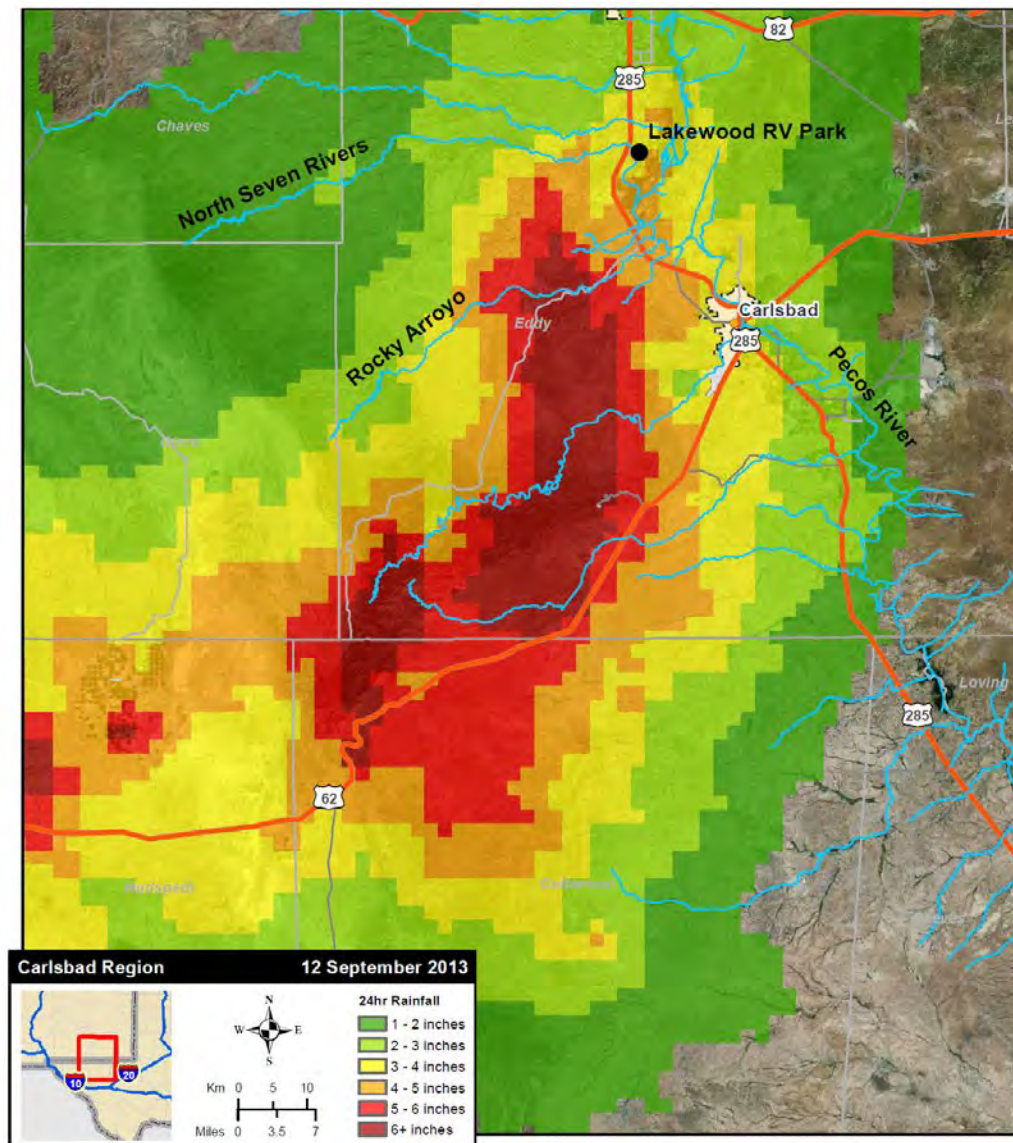 82
285
Chaves
Lakewood RV Park
North Seven Rivers
Carlsbad
Eddy
285
Rocky Arroyo
Pecos River
Loving
285
62
Hudspeth
Culberson
Reeves
Carlsbad Region 12 September 2013
24hr Rainfall
N
W E
S
1 - 2 inches
2 - 3 inches
3 - 4 inches
4 - 5 inches
5 - 6 inches
6+ inches
10
20
Km 0 5 10
Miles 0 3.5 7